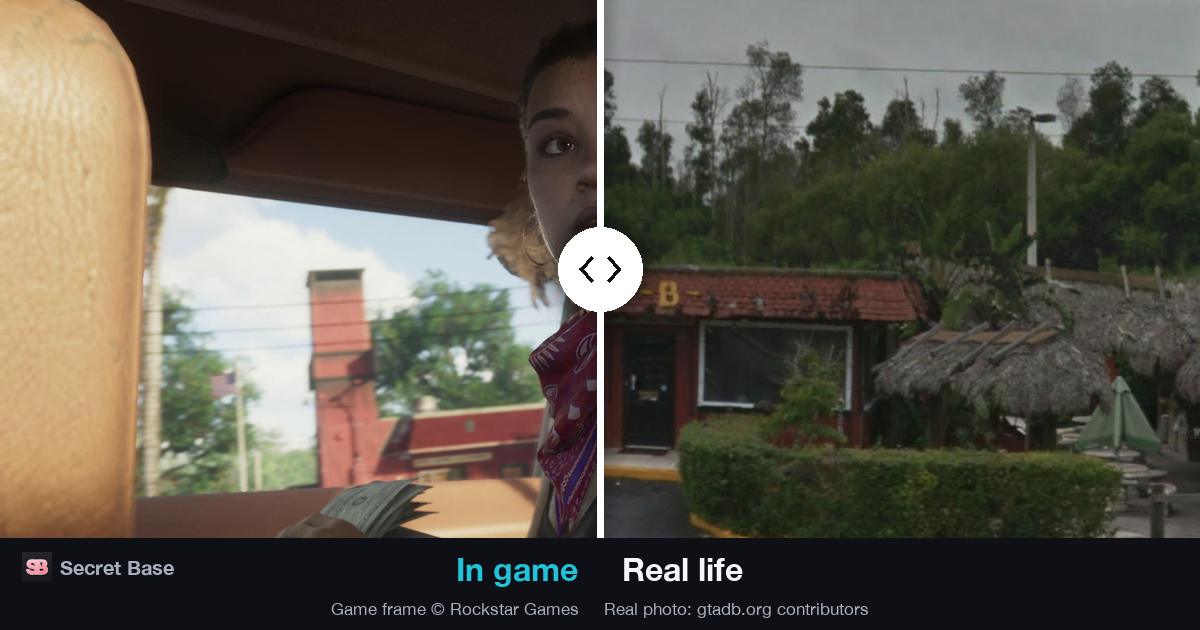 -B-
SB Secret Base
In game
Real life
Game frame © Rockstar Games
Real photo: gtadb.org contributors